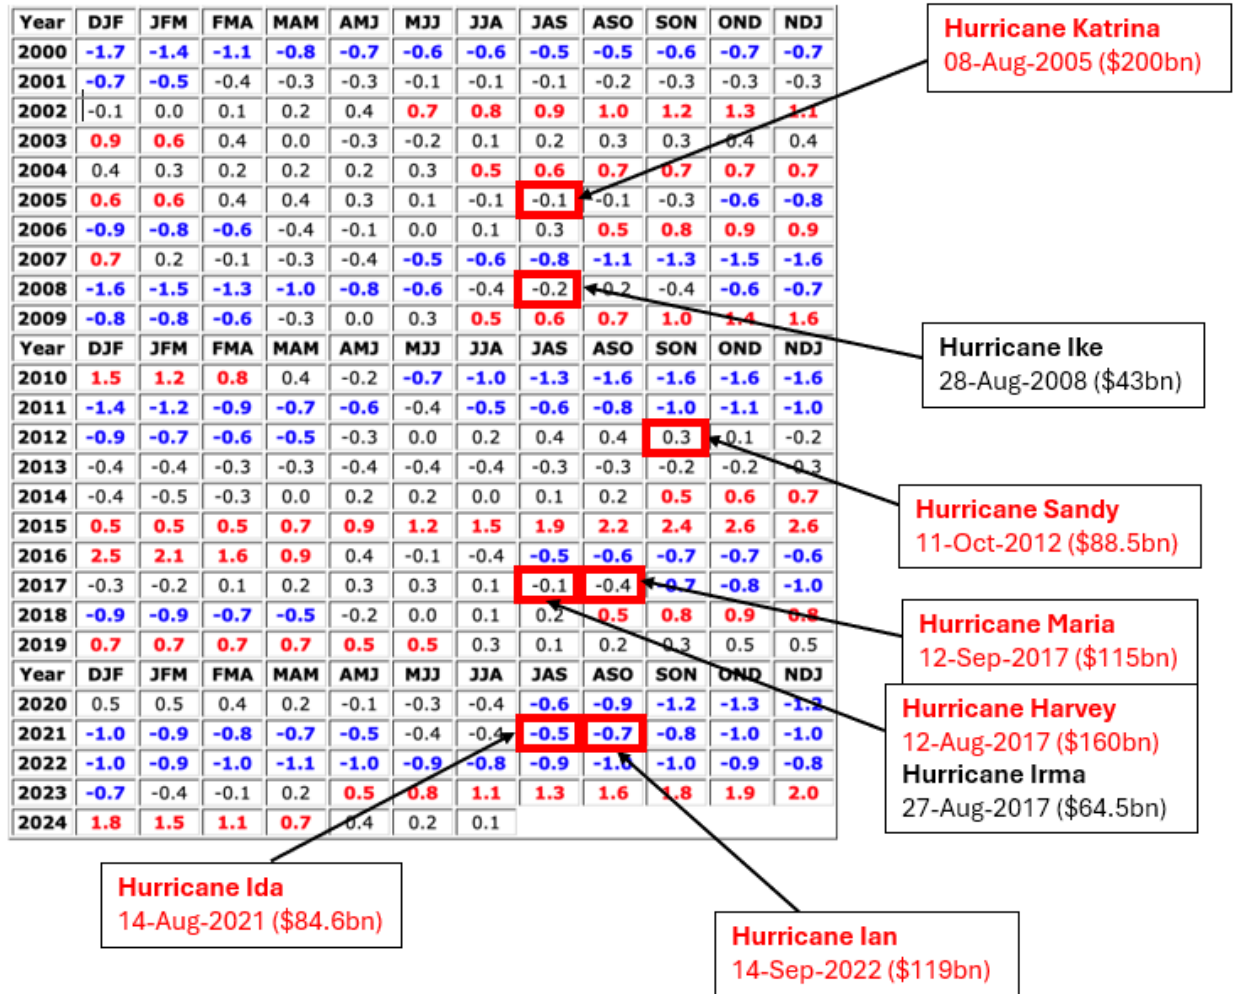 Year DJF JFM FMA MAM AMJ MJJ JJA JAS ASO SON OND NDJ
2000 -1.7 -1.4 -1.1 -0.8 -0.7 -0.6 -0.6 -0.5 -0.5 -0.6 -0.7 -0.7
2001 -0.7 -0.5 -0.4 -0.3 -0.3 -0.1 -0.1 -0.1 -0.2 -0.3 -0.3 -0.3
2002 -0.1 0.0 0.1 0.2 0.4 0.7 0.8 0.9 1.0 1.2 1.3 1.1
2003 0.9 0.6 0.4 0.0 -0.3 -0.2 0.1 0.2 0.3 0.3 0.4 0.4
2004 0.4 0.3 0.2 0.2 0.2 0.3 0.5 0.6 0.7 0.7 0.7 0.7
2005 0.6 0.6 0.4 0.4 0.3 0.1 -0.1 -0.1 -0.1 -0.3 -0.6 -0.8
2006 -0.9 -0.8 -0.6 -0.4 -0.1 0.0 0.1 0.3 0.5 0.8 0.9 0.9
2007 0.7 0.2 -0.1 -0.3 -0.4 -0.5 -0.6 -0.8 -1.1 -1.3 -1.5 -1.6
2008 -1.6 -1.5 -1.3 -1.0 -0.8 -0.6 -0.4 -0.2 -0.2 -0.4 -0.6 -0.7
2009 -0.8 -0.8 -0.6 -0.3 0.0 0.3 0.5 0.6 0.7 1.0 1.4 1.6
Year DJF JFM FMA MAM AMJ MJJ JJA JAS ASO SON OND NDJ
2010 1.5 1.2 0.8 0.4 -0.2 -0.7 -1.0 -1.3 -1.6 -1.6 -1.6 -1.6
2011 -1.4 -1.2 -0.9 -0.7 -0.6 -0.4 -0.5 -0.6 -0.8 -1.0 -1.1 -1.0
2012 -0.9 -0.7 -0.6 -0.5 -0.3 0.0 0.2 0.4 0.4 0.3 0.1 -0.2
2013 -0.4 -0.4 -0.3 -0.3 -0.4 -0.4 -0.4 -0.3 -0.3 -0.2 -0.2 -0.3
2014 -0.4 -0.5 -0.3 0.0 0.2 0.2 0.0 0.1 0.2 0.5 0.6 0.7
2015 0.5 0.5 0.5 0.7 0.9 1.2 1.5 1.9 2.2 2.4 2.6 2.6
2016 2.5 2.1 1.6 0.9 0.4 -0.1 -0.4 -0.5 -0.6 -0.7 -0.7 -0.6
2017 -0.3 -0.2 0.1 0.2 0.3 0.3 0.1 -0.1 -0.4 -0.7 -0.8 -1.0
2018 -0.9 -0.9 -0.7 -0.5 -0.2 0.0 0.1 0.2 0.5 0.8 0.9 0.8
2019 0.7 0.7 0.7 0.7 0.5 0.5 0.3 0.1 0.2 0.3 0.5 0.5
Year DJF JFM FMA MAM AMJ MJJ JJA JAS ASO SON OND NDJ
2020 0.5 0.5 0.4 0.2 -0.1 -0.3 -0.4 -0.6 -0.9 -1.2 -1.3 -1.2
2021 -1.0 -0.9 -0.8 -0.7 -0.5 -0.4 -0.4 -0.5 -0.7 -0.8 -1.0 -1.0
2022 -1.0 -0.9 -1.0 -1.1 -1.0 -0.9 -0.8 -0.9 -1.0 -1.0 -0.9 -0.8
2023 -0.7 -0.4 -0.1 0.2 0.5 0.8 1.1 1.3 1.6 1.8 1.9 2.0
2024 1.8 1.5 1.1 0.7 0.4 0.2 0.1
Hurricane Katrina
08-Aug-2005 ($200bn)
Hurricane Ike
28-Aug-2008 ($43bn)
Hurricane Sandy
11-Oct-2012 ($88.5bn)
Hurricane Maria
12-Sep-2017 ($115bn)
Hurricane Harvey
12-Aug-2017 ($160bn)
Hurricane Irma
27-Aug-2017 ($64.5bn)
Hurricane Ida
14-Aug-2021 ($84.6bn)
Hurricane Ian
14-Sep-2022 ($119bn)